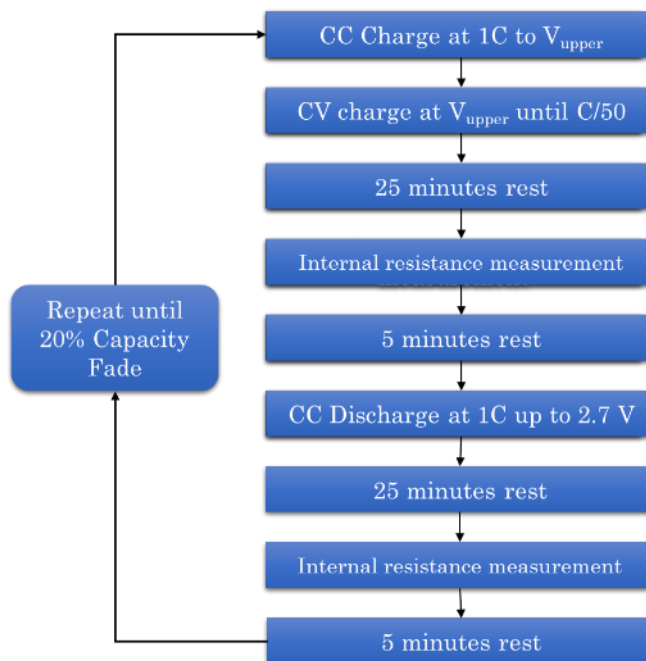 CC Charge at 1C to Vupper
CV charge at Vupper until C/50
25 minutes rest
Internal resistance measurement
Repeat until
20% Capacity
Fade
5 minutes rest
CC Discharge at 1C up to 2.7 V
25 minutes rest
Internal resistance measurement
5 minutes rest